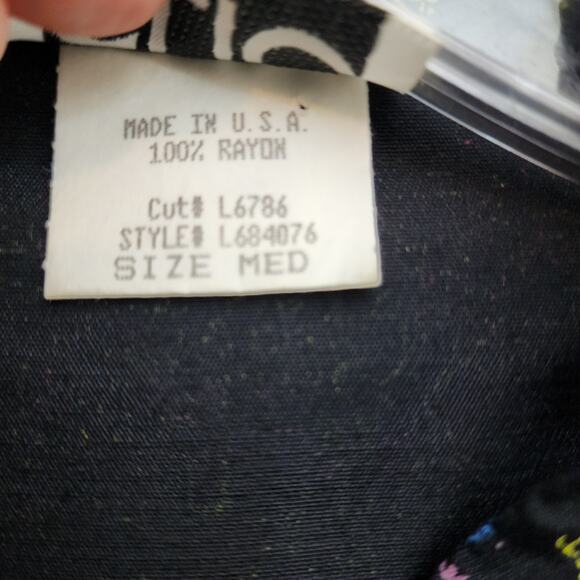 MADE IN U.S.A.
100% RAYON
Cut# L6786
STYLE# L684076
SIZE MED